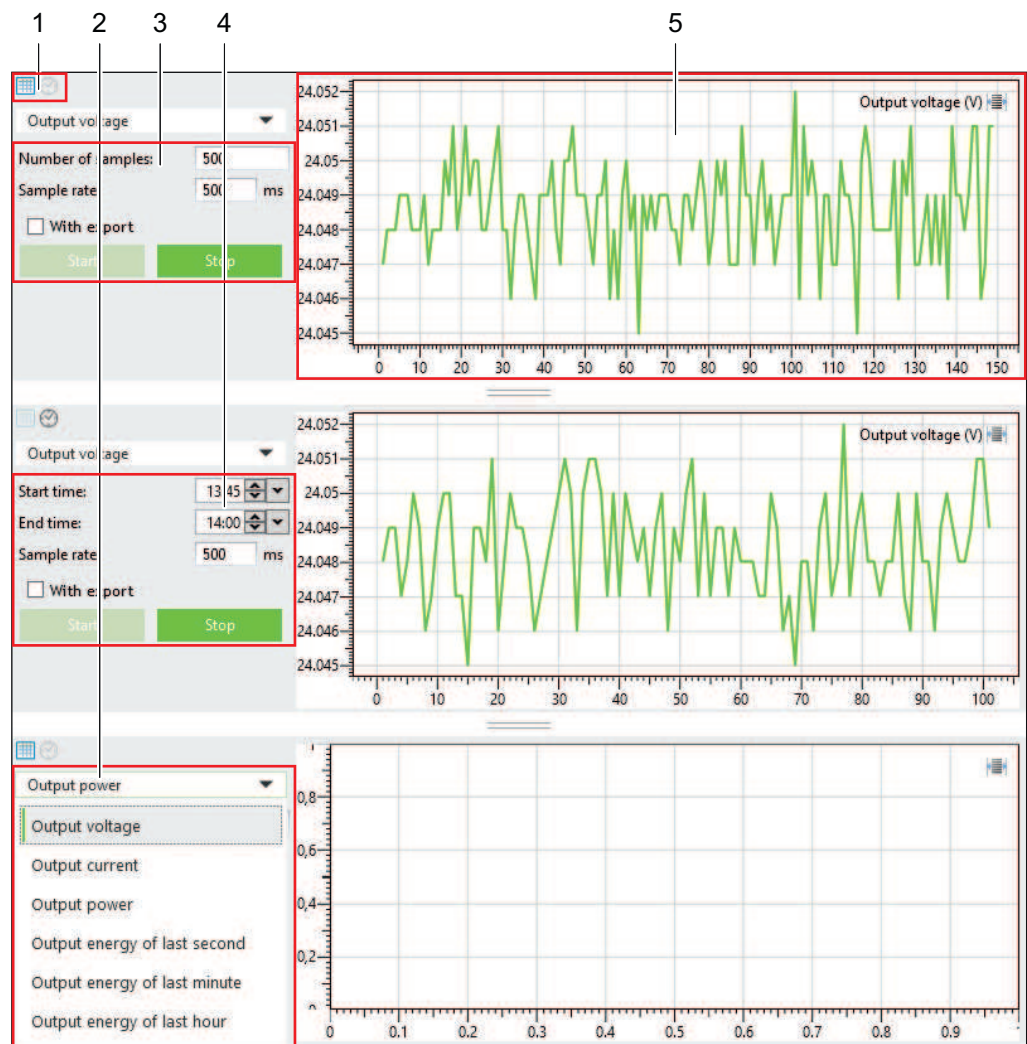 1 2 3 4 5
Output voltage
Number of samples: 500
Sample rate 500 ms
With export
Start Stop
24.052
24.051
24.05
24.049
24.048
24.047
24.046
24.045
Output voltage (V)
0 10 20 30 40 50 60 70 80 90 100 110 120 130 140 150
Output voltage
Start time: 13:45
End time: 14:00
Sample rate 500 ms
With export
Start Stop
24.052
24.051
24.05
24.049
24.048
24.047
24.046
24.045
Output voltage (V)
0 10 20 30 40 50 60 70 80 90 100
Output power
Output voltage
Output current
Output power
Output energy of last second
Output energy of last minute
Output energy of last hour
0,8
0,6
0,4
0,2
0 0.1 0.2 0.3 0.4 0.5 0.6 0.7 0.8 0.9